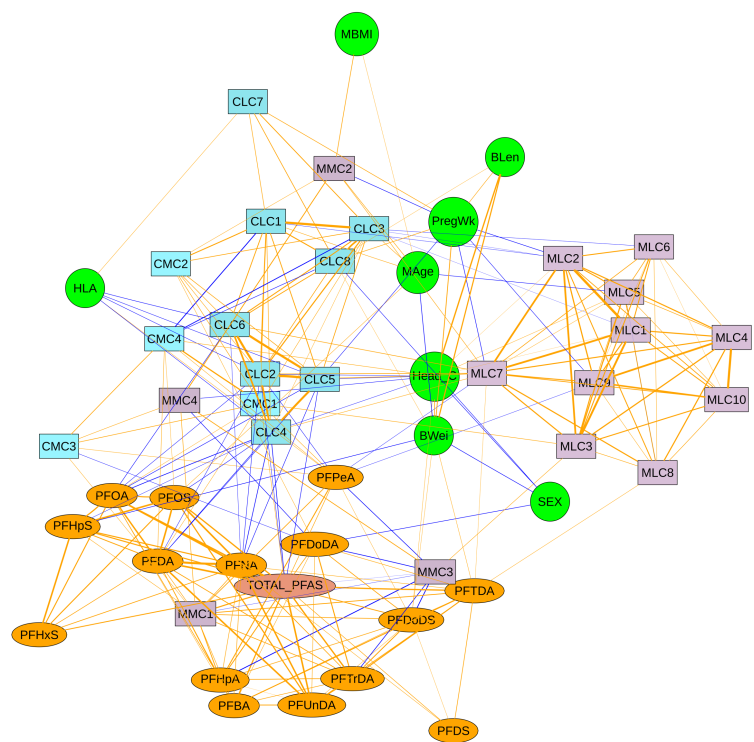 MBMI
CLC7
BLen
MMC2
PregWk
CLC1
CLC3
MLC6
MLC2
CMC2
CLC8
MAge
HLA
MLC5
CLC6
MLC1
CMC4
MLC4
CLC2
CLC5
MLC7
MLC9
MMC4
CMC1
MLC10
CLC4
BWei
CMC3
MLC3
MLC8
PFPeA
PFOA
PFOS
SEX
PFHpS
PFDoDA
PFDA
PFNA
MMC3
TOTAL_PFAS
PFTDA
MMC1
PFDoDS
PFHxS
PFHpA
PFTrDA
PFBA
PFUnDA
PFDS